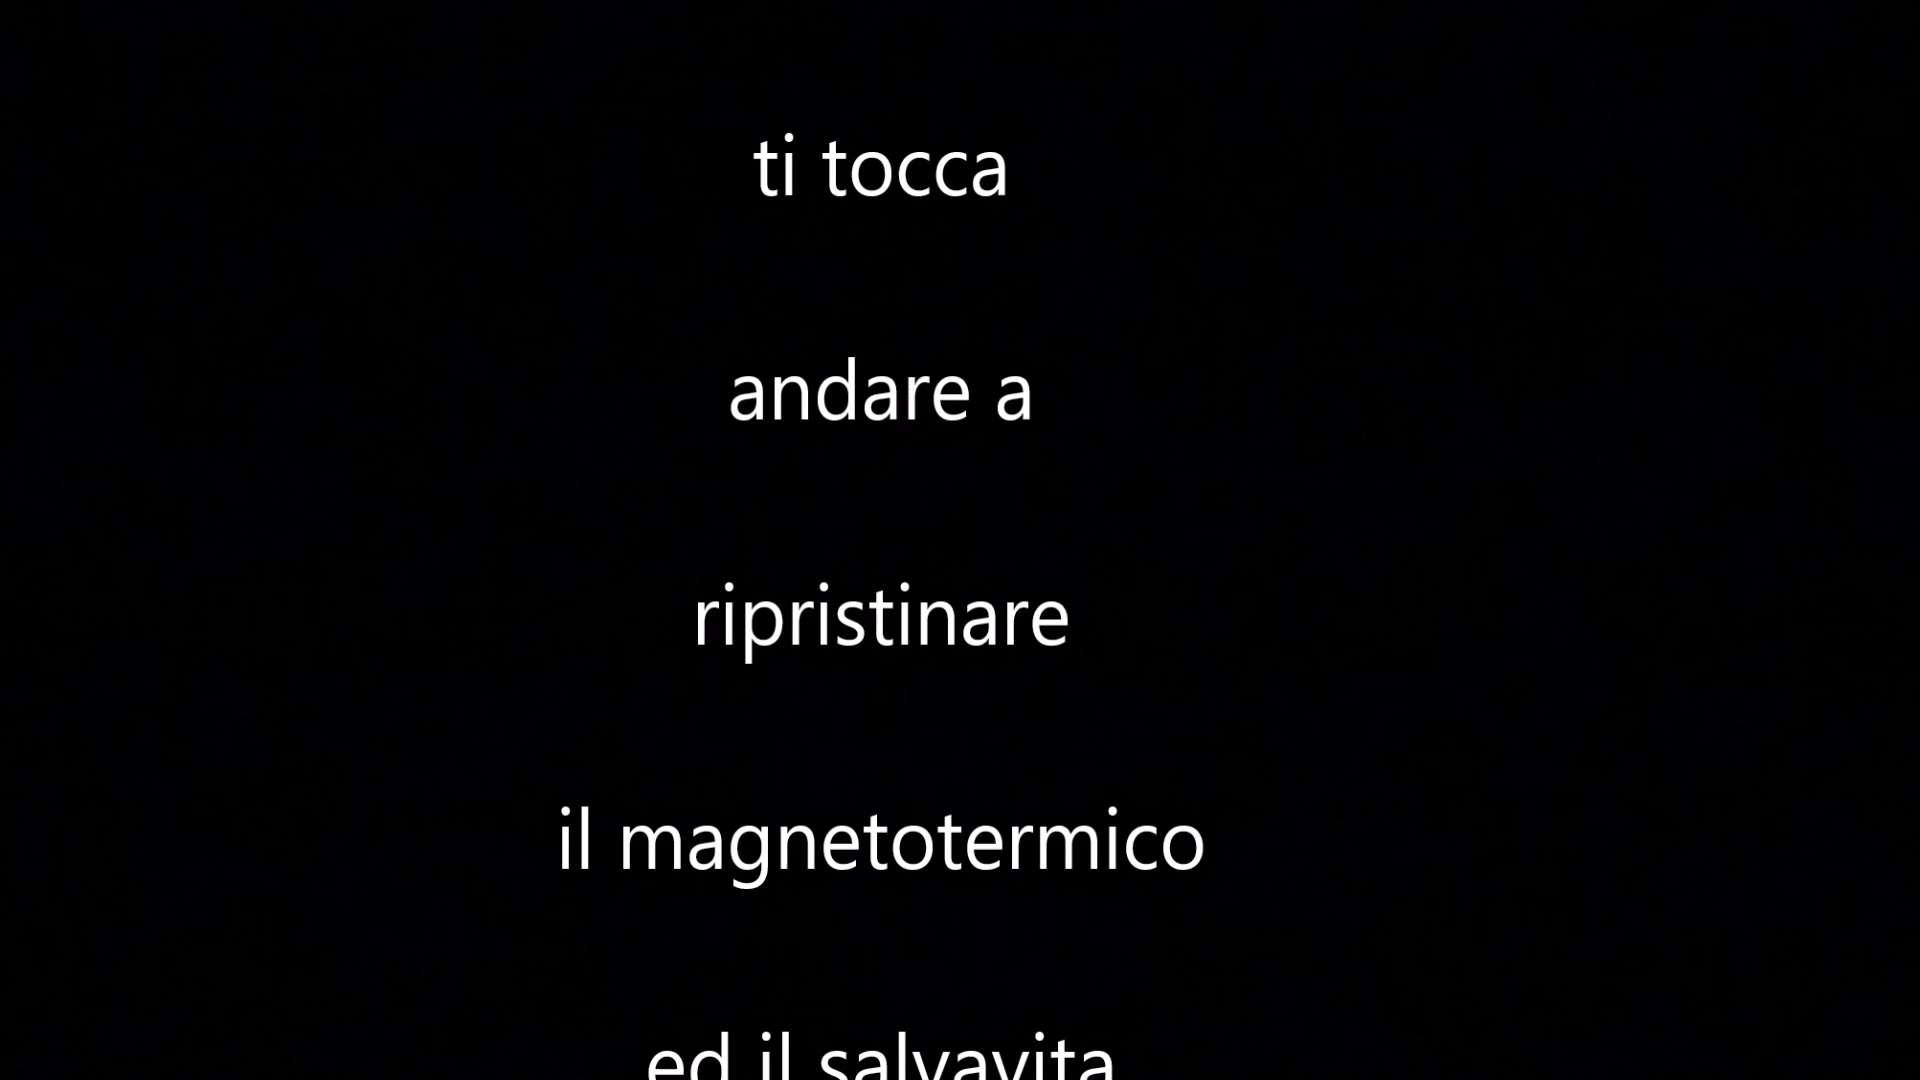 ti tocca
andare a
ripristinare
il magnetotermico
ed il salvavita